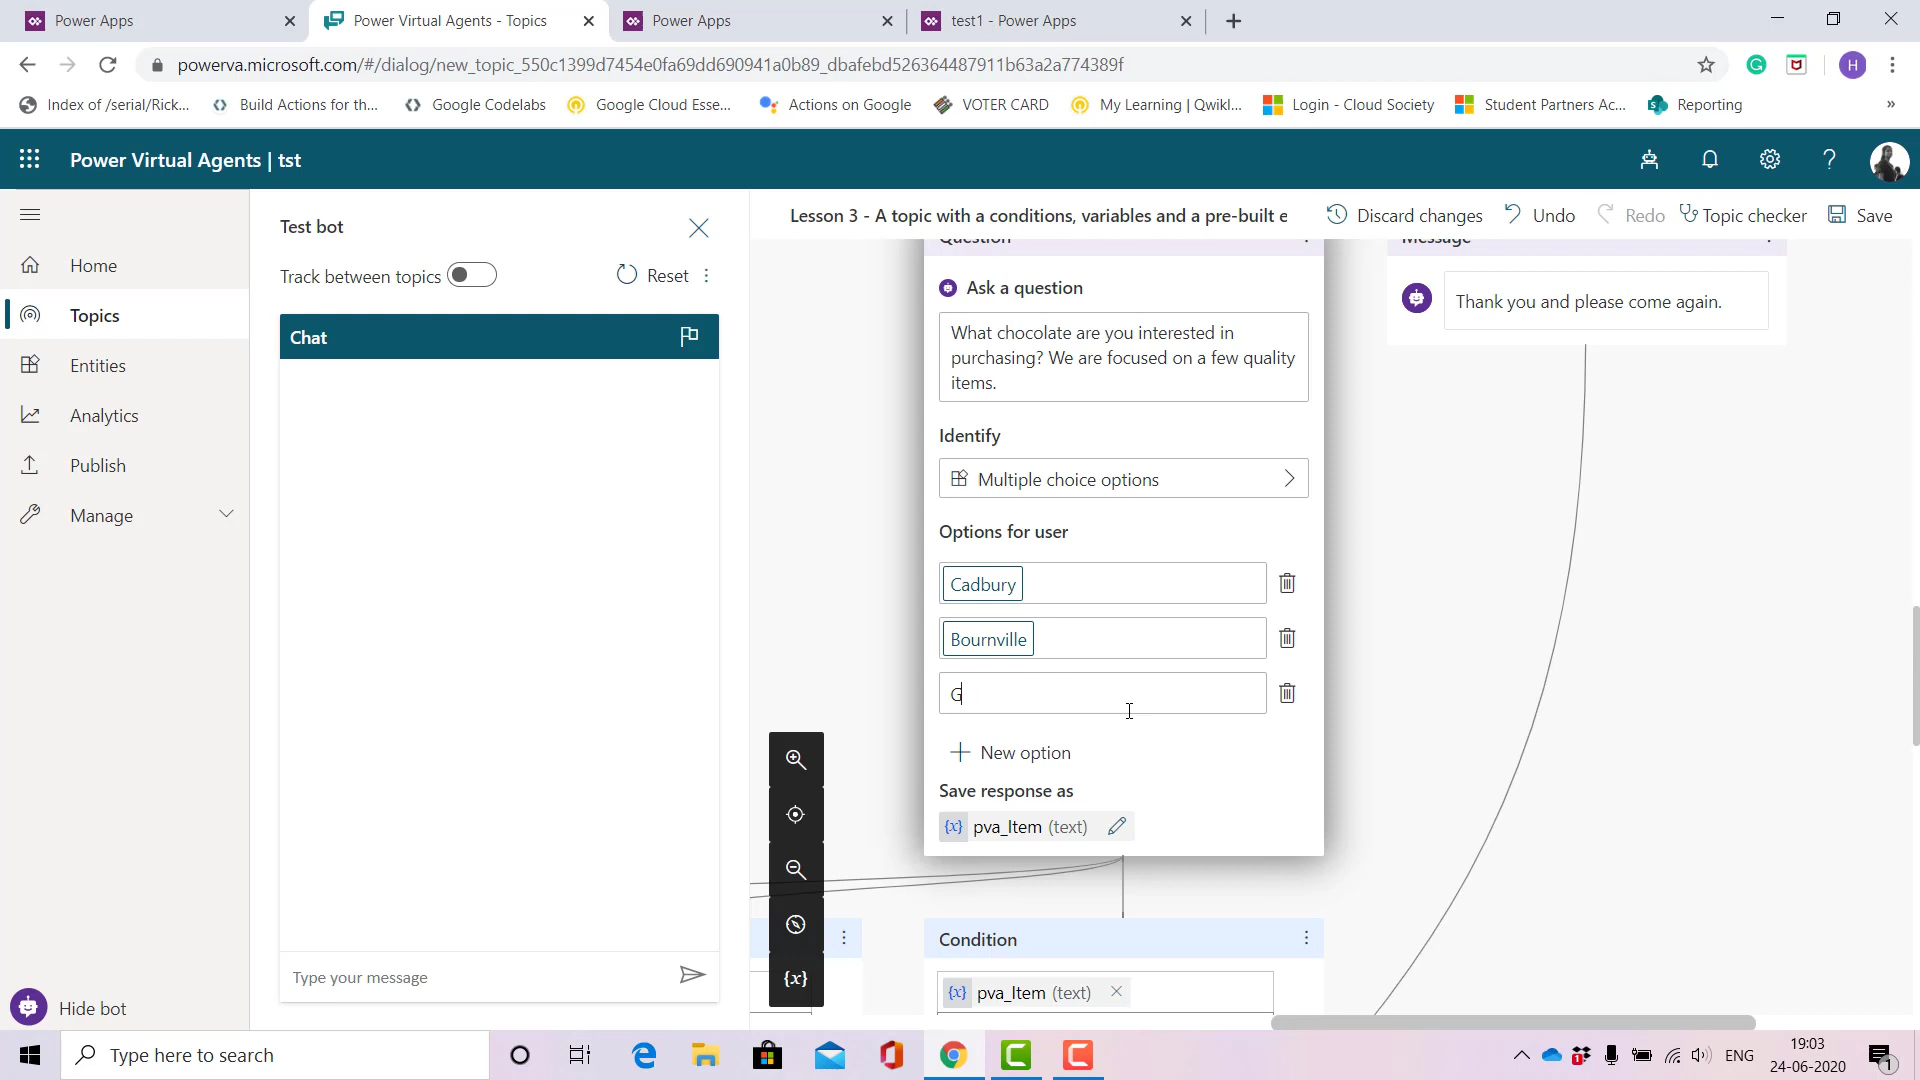 Power Apps
Power Virtual Agents - Topics
Power Apps
test1 - Power Apps
powerva.microsoft.com/#/dialog/new_topic_550c1399d7454e0fa69dd690941a0b89_dbafebd526364487911b63a2a774389f
G
H
Index of /serial/Rick...
Build Actions for th...
Google Codelabs
Google Cloud Esse...
Actions on Google
VOTER CARD
My Learning | Qwikl...
Login - Cloud Society
Student Partners Ac...
Reporting
»
Power Virtual Agents | tst
?
Home
Topics
Entities
Analytics
Publish
Manage
Hide bot
Test bot
Track between topics
Reset
Chat
Type your message
Lesson 3 - A topic with a conditions, variables and a pre-built e
Discard changes
Undo
Redo
Topic checker
Save
Question
Ask a question
What chocolate are you interested in
purchasing? We are focused on a few quality
items.
Identify
Multiple choice options
Options for user
Cadbury
Bournville
G
New option
Save response as
{x} pva_Item (text)
Message
Thank you and please come again.
{x}
Condition
{x} pva_Item (text)
Type here to search
ENG
19:03
24-06-2020
1
1